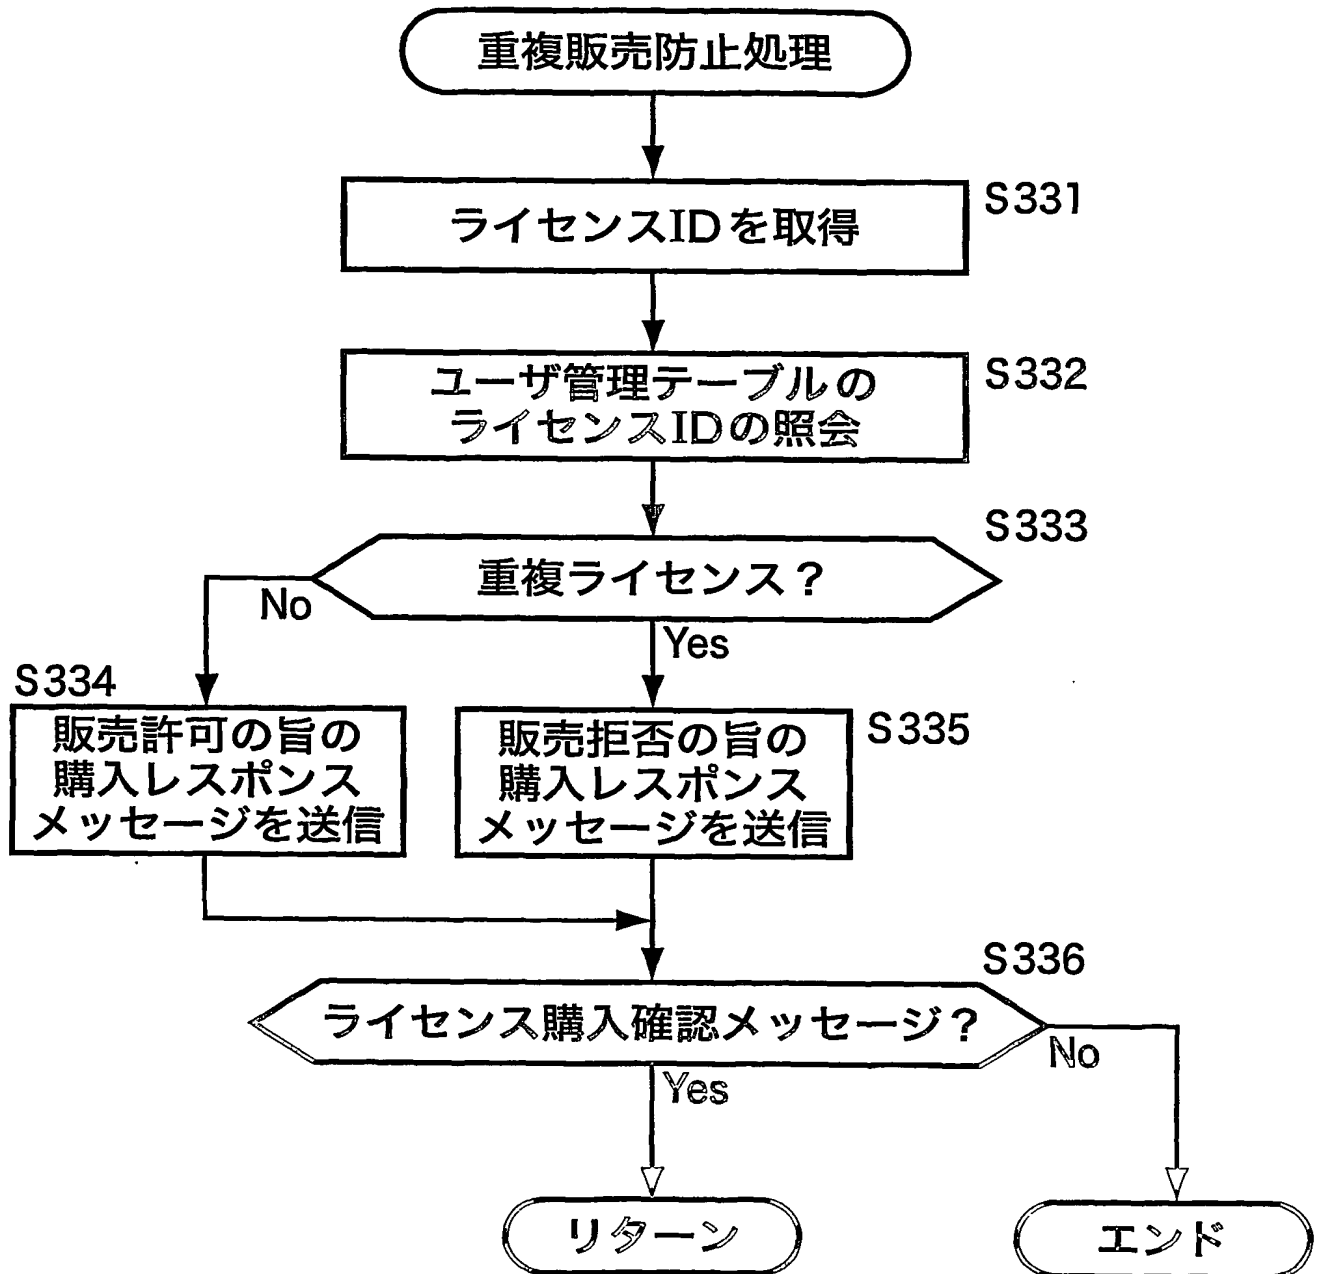 重複販売防止処理
S331
ライセンスIDを取得
S332
ユーザ管理テーブルの
ライセンスIDの照会
S333
重複ライセンス？
No
Yes
S334
販売許可の旨の
購入レスポンス
メッセージを送信
S335
販売拒否の旨の
購入レスポンス
メッセージを送信
S336
ライセンス購入確認メッセージ？
No
Yes
リターン
エンド